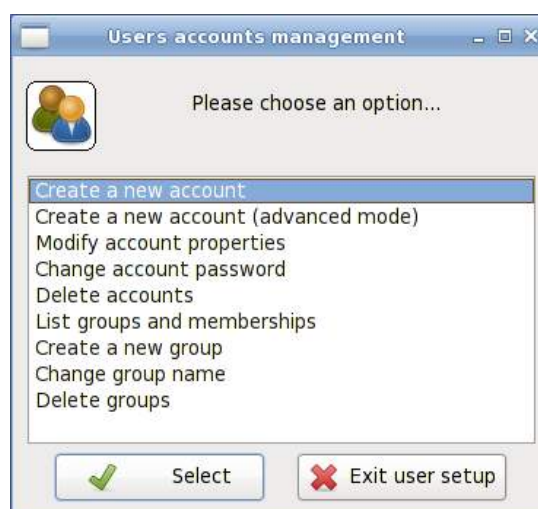 Users accounts management
Please choose an option...
Create a new account
Create a new account (advanced mode)
Modify account properties
Change account password
Delete accounts
List groups and memberships
Create a new group
Change group name
Delete groups
Select
Exit user setup